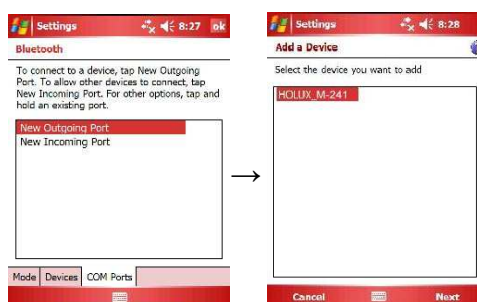 Settings 8:27 ok
Bluetooth
To connect to a device, tap New Outgoing
Port. To allow other devices to connect, tap
New Incoming Port. For other options, tap and
hold an existing port.
New Outgoing Port
New Incoming Port
Mode Devices COM Ports
Settings 8:28
Add a Device
Select the device you want to add
HOLUX_M-241
Cancel Next